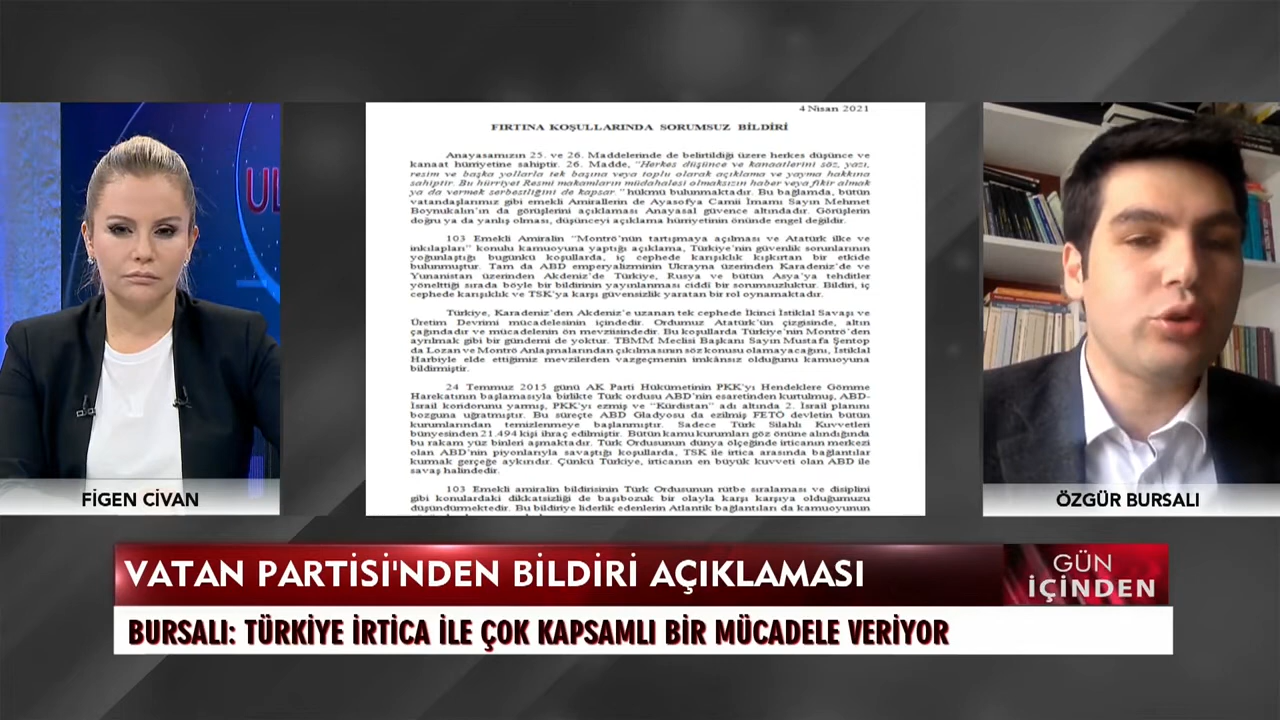 UL
4 Nisan 2021
FIRTINA KOŞULLARINDA SORUMSUZ BİLDİRİ
Anayasamızın 25. ve 26. Maddelerinde de belirtildiği üzere herkes düşünce ve
kanaat hürriyetine sahiptir. 26. Madde, "Herkes düşünce ve kanaatlerini söz, yazı,
resim ve başka yollarla tek başına veya toplu olarak açıklama ve yayma hakkına
sahiptir. Bu hürriyet Resmi makamların müdahalesi olmaksızın haber veya fikir almak
ya da vermek serbestliğini de kapsar." hükmü bulunmaktadır. Bu bağlamda, bütün
vatandaşlarımız gibi emekli Amirallerin de Ayasofya Camii İmamı Sayın Mehmet
Boynukalın'ın da görüşlerini açıklaması Anayasal güvence altındadır. Görüşlerin
doğru ya da yanlış olması, düşünceyi açıklama hürriyetinin önünde engel değildir.
103 Emekli Amiralin "Montrö'nün tartışmaya açılması ve Atatürk ilke ve
inkılapları" konulu kamuoyuna yaptığı açıklama, Türkiye'nin güvenlik sorunlarının
yoğunlaştığı bugünkü koşullarda, iç cephede karışıklık kışkırtan bir etkide
bulunmuştur. Tam da ABD emperyalizminin Ukrayna üzerinden Karadeniz'de ve
Yunanistan üzerinden Akdeniz'de Türkiye, Rusya ve bütün Asya'ya tehditler
yönelttiği sırada böyle bir bildirinin yayınlanması ciddî bir sorumsuzluktur. Bildiri, iç
cephede karışıklık ve TSK'ya karşı güvensizlik yaratan bir rol oynamaktadır.
Türkiye, Karadeniz'den Akdeniz'e uzanan tek cephede İkinci İstiklal Savaşı ve
Üretim Devrimi mücadelesinin içindedir. Ordumuz Atatürk'ün çizgisinde, altın
çağındadır ve mücadelenin ön mevziisindedir. Bu koşullarda Türkiye'nin Montrö'den
ayrılmak gibi bir gündemi de yoktur. TBMM Meclisi Başkanı Sayın Mustafa Şentop
da Lozan ve Montrö Anlaşmalarından çıkılmasının söz konusu olamayacağını, İstiklal
Harbiyle elde ettiğimiz mevzilerden vazgeçmenin imkânsız olduğunu kamuoyuna
bildirmiştir.
24 Temmuz 2015 günü AK Parti Hükümetinin PKK'yı Hendeklere Gömme
Harekatının başlamasıyla birlikte Türk ordusu ABD'nin esaretinden kurtulmuş, ABD-
İsrail koridorunu yarmış, PKK'yı ezmiş ve "Kürdistan" adı altında 2. İsrail planını
bozguna uğratmıştır. Bu süreçte ABD Gladyosu da ezilmiş FETÖ devletin bütün
kurumlarından temizlenmeye başlanmıştır. Sadece Türk Silahlı Kuvvetleri
bünyesinden 21.494 kişi ihraç edilmiştir. Bütün kamu kurumları göz önüne alındığında
bu rakam yüz binleri aşmaktadır. Türk Ordusunun dünya ölçeğinde irticanın merkezi
olan ABD'nin piyonlarıyla savaştığı koşullarda, TSK ile irtica arasında bağlantılar
kurmak gerçeğe aykırıdır. Çünkü Türkiye, irticanın en büyük kuvveti olan ABD ile
savaş halindedir.
103 Emekli amiralin bildirisinin Türk Ordusunun rütbe sıralaması ve disiplini
gibi konulardaki dikkatsizliği de başıbozuk bir olayla karşı karşıya olduğumuzu
düşündürmektedir. Bu bildiriye liderlik edenlerin Atlantik bağlantıları da kamuoyunun
FİGEN CİVAN
ÖZGÜR BURSALI
VATAN PARTİSİ'NDEN BİLDİRİ AÇIKLAMASI
GÜN
İÇİNDEN
BURSALI: TÜRKİYE İRTİCA İLE ÇOK KAPSAMLI BİR MÜCADELE VERİYOR